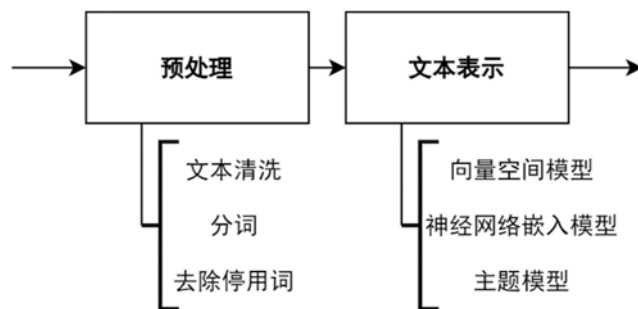 预处理
文本表示
文本清洗
分词
去除停用词
向量空间模型
神经网络嵌入模型
主题模型